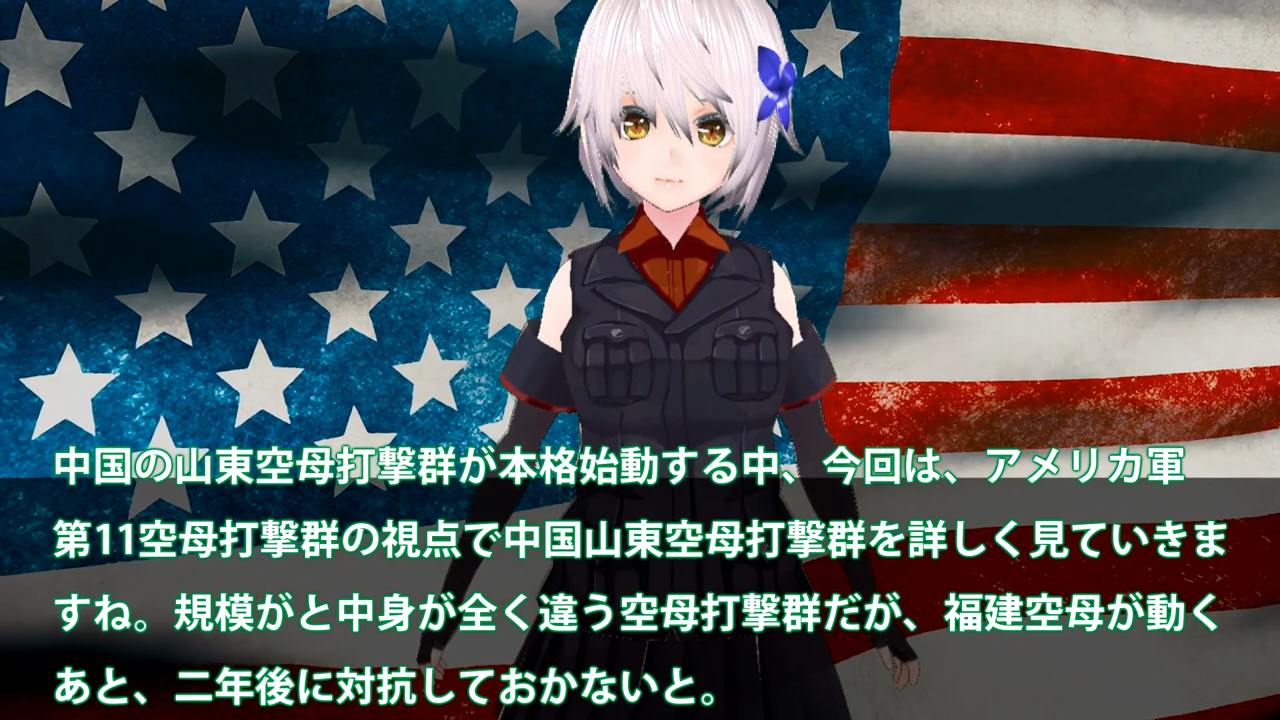 中国の山東空母打撃群が本格始動する中、今回は、アメリカ軍
第11空母打撃群の視点で中国山東空母打撃群を詳しく見ていきま
すね。規模がと中身が全く違う空母打撃群だが、福建空母が動く
あと、二年後に対抗しておかないと。